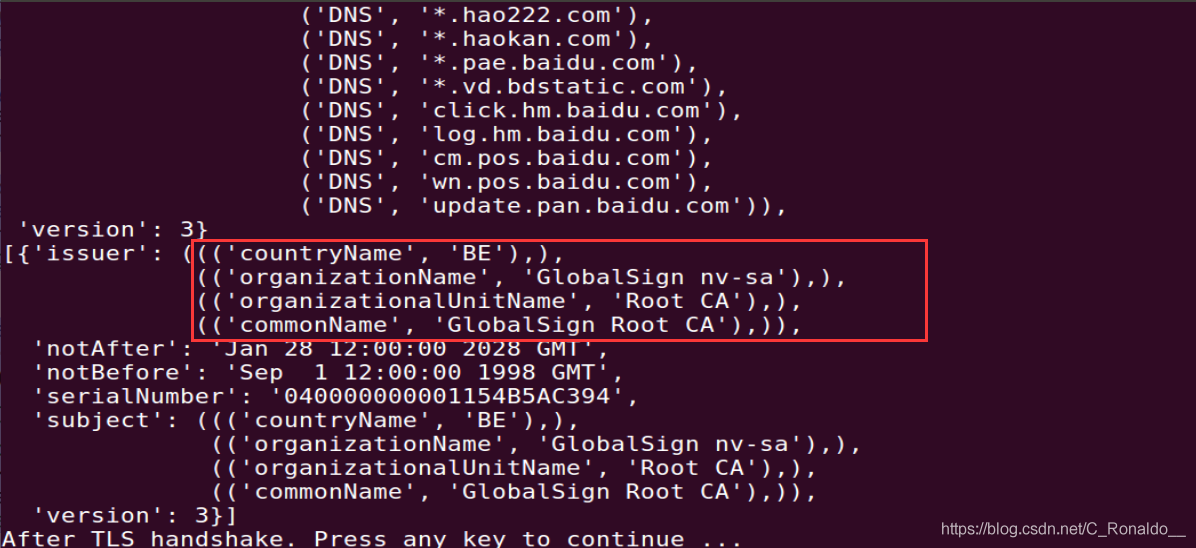 ('DNS', '*.hao222.com'),
('DNS', '*.haokan.com'),
('DNS', '*.pae.baidu.com'),
('DNS', '*.vd.bdstatic.com'),
('DNS', 'click.hm.baidu.com'),
('DNS', 'log.hm.baidu.com'),
('DNS', 'cm.pos.baidu.com'),
('DNS', 'wn.pos.baidu.com'),
('DNS', 'update.pan.baidu.com')),
'version': 3}
[{'issuer': ((('countryName', 'BE'),),
(('organizationName', 'GlobalSign nv-sa'),),
(('organizationalUnitName', 'Root CA'),),
(('commonName', 'GlobalSign Root CA'),)),
'notAfter': 'Jan 28 12:00:00 2028 GMT',
'notBefore': 'Sep  1 12:00:00 1998 GMT',
'serialNumber': '040000000001154B5AC394',
'subject': ((('countryName', 'BE'),),
(('organizationName', 'GlobalSign nv-sa'),),
(('organizationalUnitName', 'Root CA'),),
(('commonName', 'GlobalSign Root CA'),)),
'version': 3}]
After TLS handshake. Press any key to continue ...
https://blog.csdn.net/C_Ronaldo__